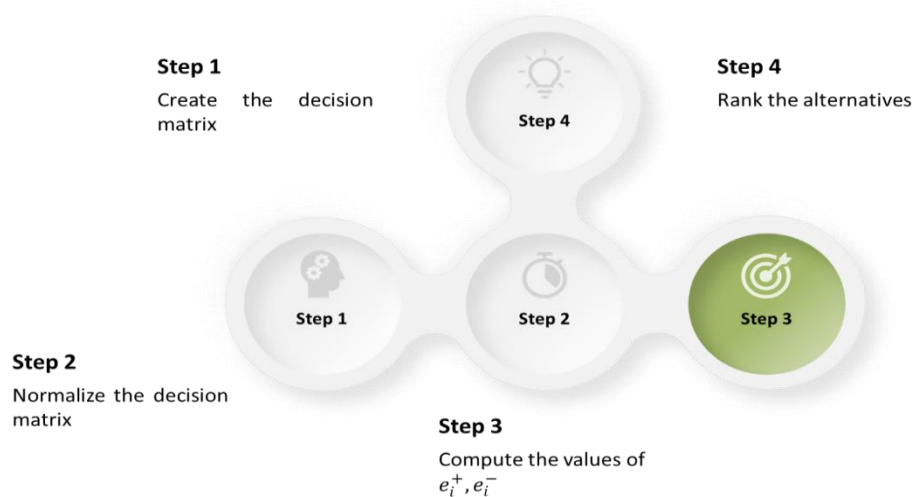 Step 1
Create the decision
matrix
Step 4
Step 4
Rank the alternatives
Step 1
Step 2
Step 3
Step 2
Normalize the decision
matrix
Step 3
Compute the values of
$e_i^+, e_i^-$